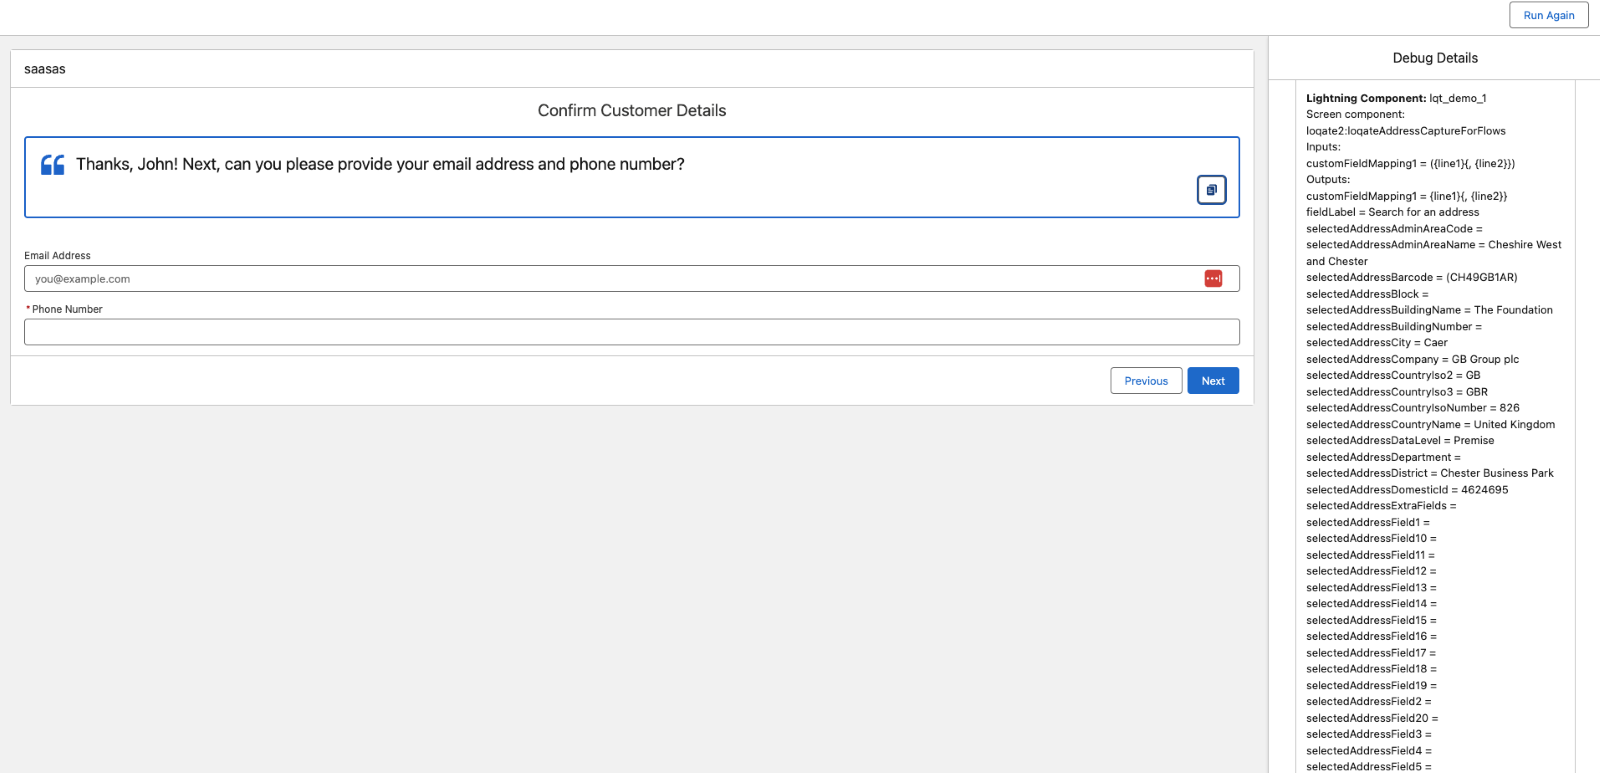 Run Again
saasas
Confirm Customer Details
Thanks, John! Next, can you please provide your email address and phone number?
Email Address
you@example.com
* Phone Number
Previous
Next
Debug Details
Lightning Component: lqt_demo_1
Screen component:
loqate2:loqateAddressCaptureForFlows
Inputs:
customFieldMapping1 = ({line1}{, {line2}})
Outputs:
customFieldMapping1 = {line1}{, {line2}}
fieldLabel = Search for an address
selectedAddressAdminAreaCode =
selectedAddressAdminAreaName = Cheshire West
and Chester
selectedAddressBarcode = (CH49GB1AR)
selectedAddressBlock =
selectedAddressBuildingName = The Foundation
selectedAddressBuildingNumber =
selectedAddressCity = Caer
selectedAddressCompany = GB Group plc
selectedAddressCountryIso2 = GB
selectedAddressCountryIso3 = GBR
selectedAddressCountryIsoNumber = 826
selectedAddressCountryName = United Kingdom
selectedAddressDataLevel = Premise
selectedAddressDepartment =
selectedAddressDistrict = Chester Business Park
selectedAddressDomesticId = 4624695
selectedAddressExtraFields =
selectedAddressField1 =
selectedAddressField10 =
selectedAddressField11 =
selectedAddressField12 =
selectedAddressField13 =
selectedAddressField14 =
selectedAddressField15 =
selectedAddressField16 =
selectedAddressField17 =
selectedAddressField18 =
selectedAddressField19 =
selectedAddressField2 =
selectedAddressField20 =
selectedAddressField3 =
selectedAddressField4 =
selectedAddressField5 =